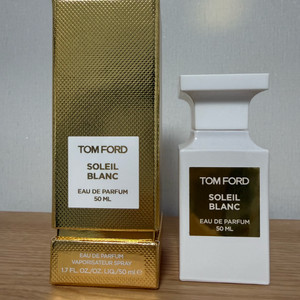 TOM FORD
SOLEIL
BLANC
EAU DE PARFUM
50 ML
EAU DE PARFUM
VAPORISATEUR SPRAY
1.7 FL.OZ./OZ. LIQ./50 ml ℮
TOM FORD
SOLEIL
BLANC
EAU DE PARFUM
50 ML